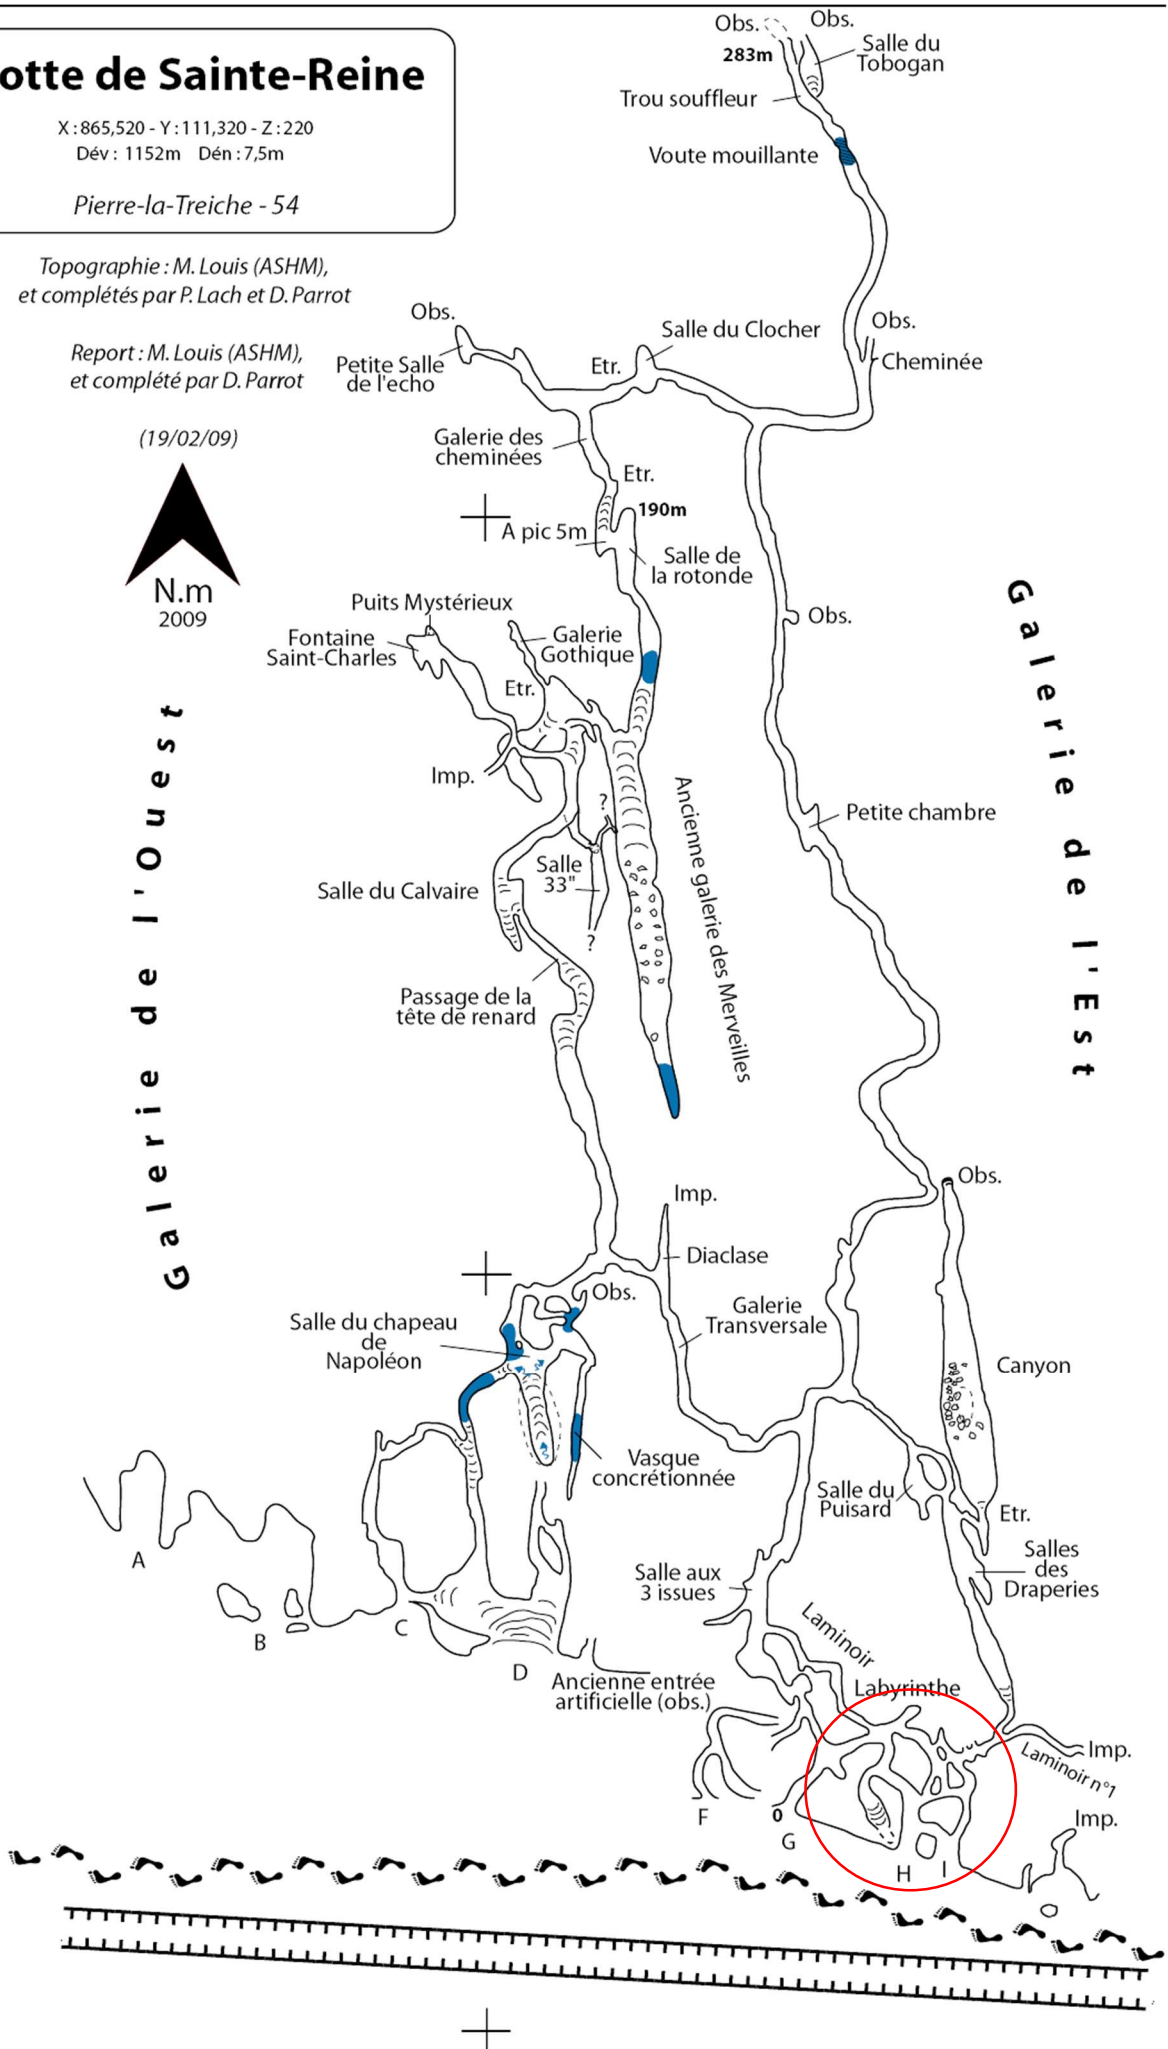 otte de Sainte-Reine
X : 865,520 - Y : 111,320 - Z : 220
Dév : 1152m Dén : 7,5m
Pierre-la-Treiche - 54
Topographie : M. Louis (ASHM),
et complétés par P. Lach et D. Parrot
Report : M. Louis (ASHM),
et complété par D. Parrot
(19/02/09)
N.m
2009
Obs.
Obs.
283m
Salle du
Tobogan
Trou souffleur
Voute mouillante
Obs.
Cheminée
Salle du Clocher
Etr.
Obs.
Petite Salle
de l'echo
Galerie des
cheminées
Etr.
190m
A pic 5m
Salle de
la rotonde
Puits Mystérieux
Fontaine
Saint-Charles
Galerie
Gothique
Etr.
Imp.
Obs.
Galerie de l'Est
Galerie de l'Ouest
Petite chambre
?
Salle
33"
?
Salle du Calvaire
Ancienne galerie des Merveilles
Passage de la
tête de renard
Obs.
Imp.
Diaclase
Obs.
Galerie
Transversale
Salle du chapeau
de
Napoléon
Canyon
Vasque
concrétionnée
Salle du
Puisard
Etr.
Salles
des
Draperies
Salle aux
3 issues
Laminoir
Labyrinthe
A
B
C
D
Ancienne entrée
artificielle (obs.)
Imp.
Laminoir n°1
Imp.
F
0
G
H
I